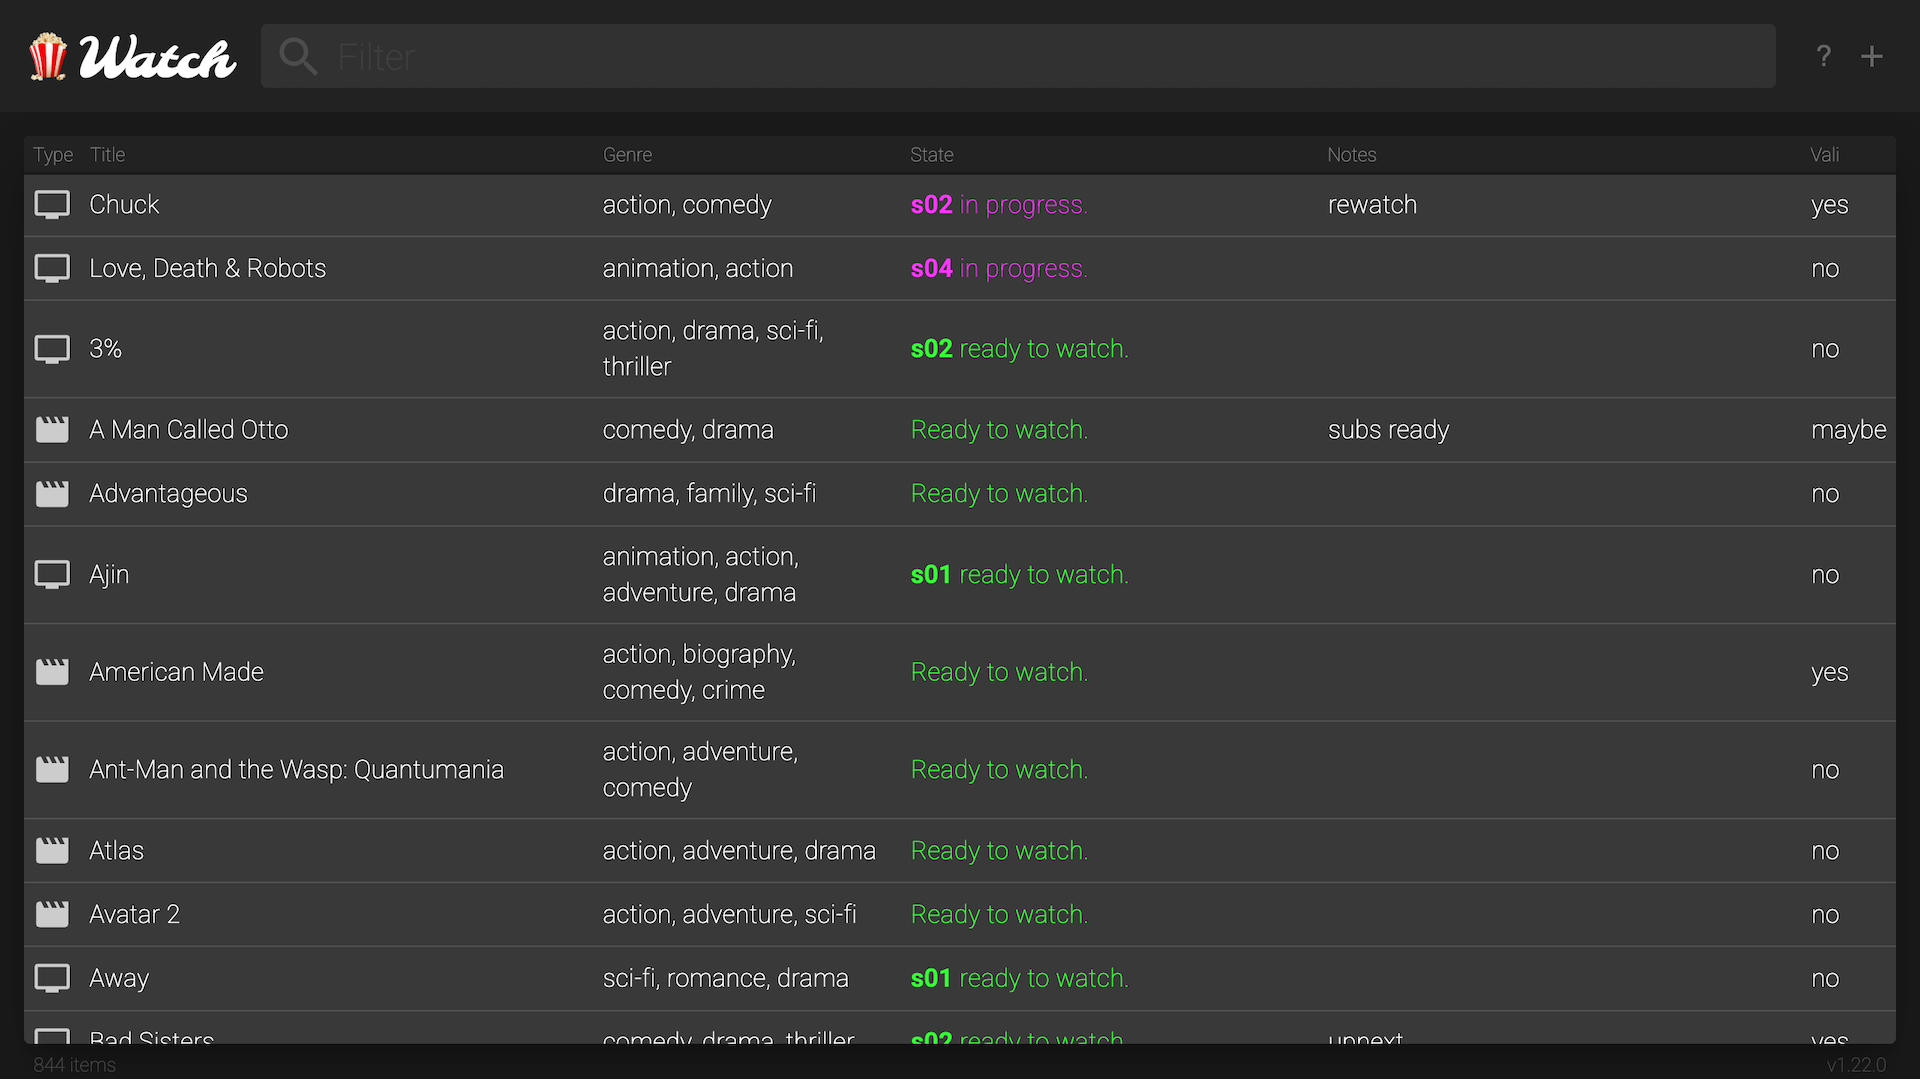 Watch
Filter
? +
Type Title Genre State Notes Vali
Chuck action, comedy s02 in progress. rewatch yes
Love, Death & Robots animation, action s04 in progress. no
action, drama, sci-fi,
3% s02 ready to watch. no
thriller
A Man Called Otto comedy, drama Ready to watch. subs ready maybe
Advantageous drama, family, sci-fi Ready to watch. no
animation, action,
Ajin s01 ready to watch. no
adventure, drama
action, biography,
American Made Ready to watch. yes
comedy, crime
action, adventure,
Ant-Man and the Wasp: Quantumania Ready to watch. no
comedy
Atlas action, adventure, drama Ready to watch. no
Avatar 2 action, adventure, sci-fi Ready to watch. no
Away sci-fi, romance, drama s01 ready to watch. no
Bad Sisters comedy, drama, thriller s02 ready to watch. upnext yes
844 items v1.22.0